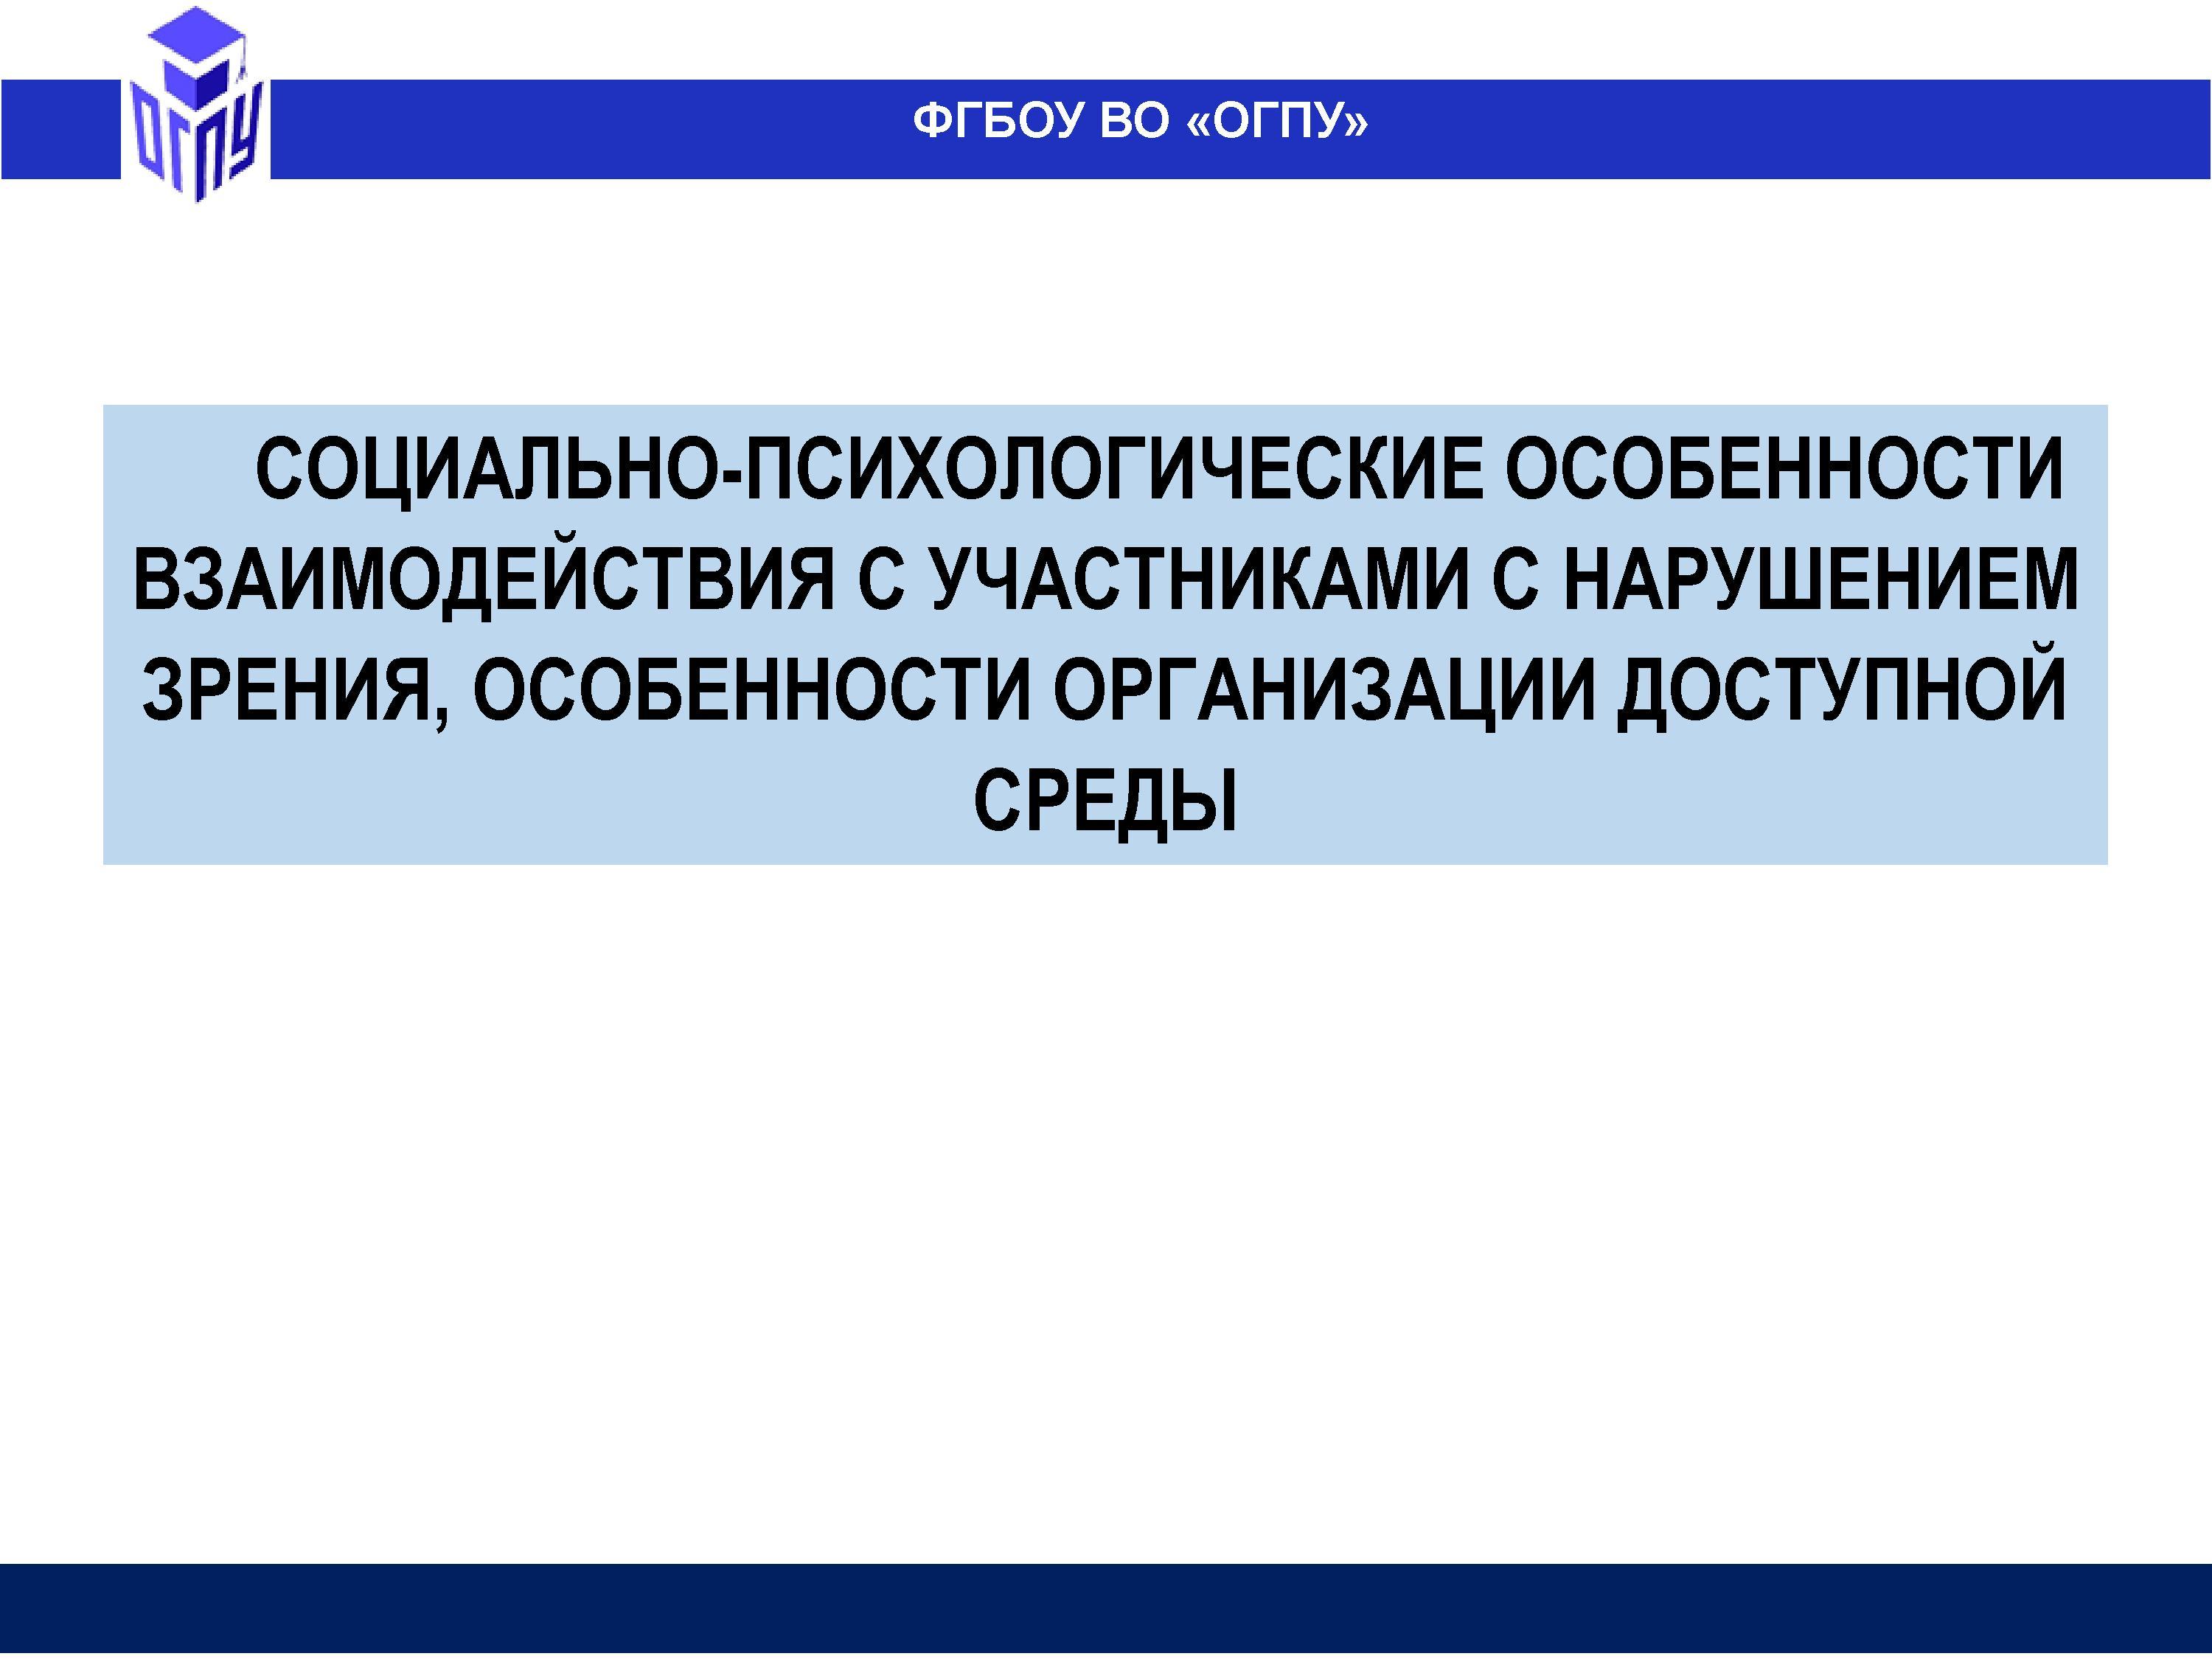 ОГПУ
ФГБОУ ВО «ОГПУ»
СОЦИАЛЬНО-ПСИХОЛОГИЧЕСКИЕ ОСОБЕННОСТИ
ВЗАИМОДЕЙСТВИЯ С УЧАСТНИКАМИ С НАРУШЕНИЕМ
ЗРЕНИЯ, ОСОБЕННОСТИ ОРГАНИЗАЦИИ ДОСТУПНОЙ
СРЕДЫ